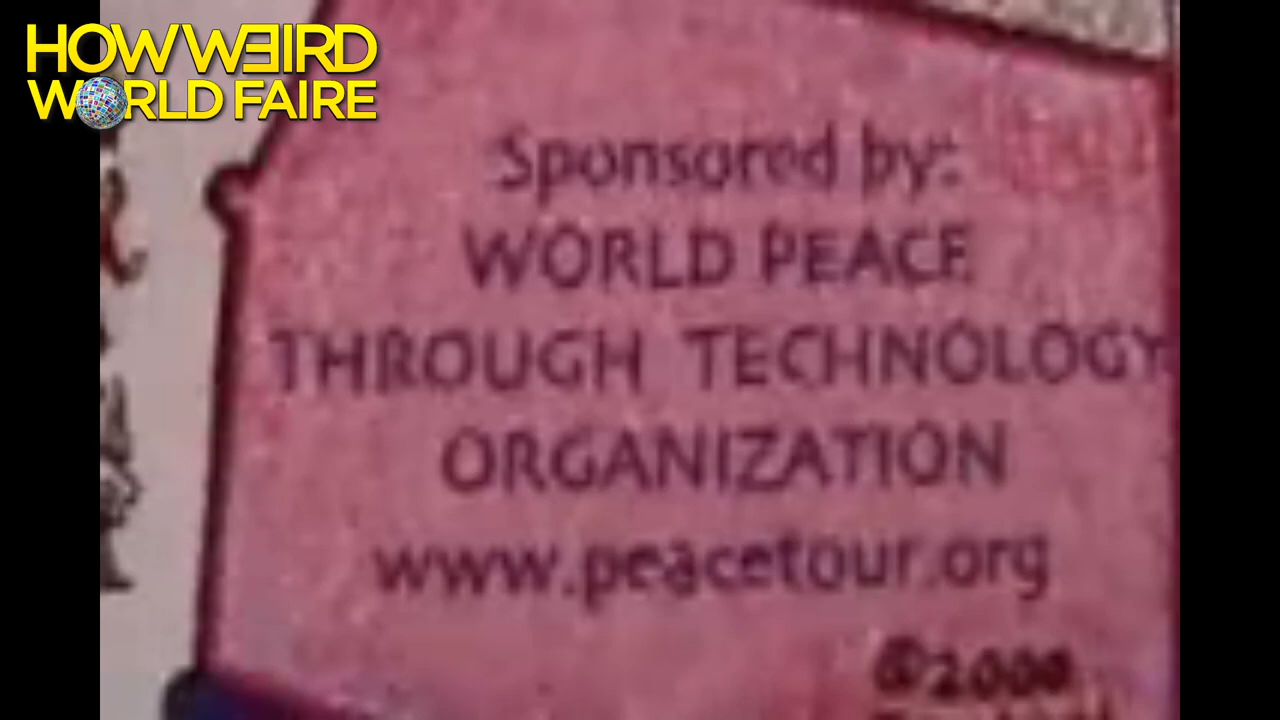 HOW WEIRD
WORLD FAIRE
Sponsored by:
WORLD PEACE
THROUGH TECHNOLOGY
ORGANIZATION
www.peacetour.org
©2000